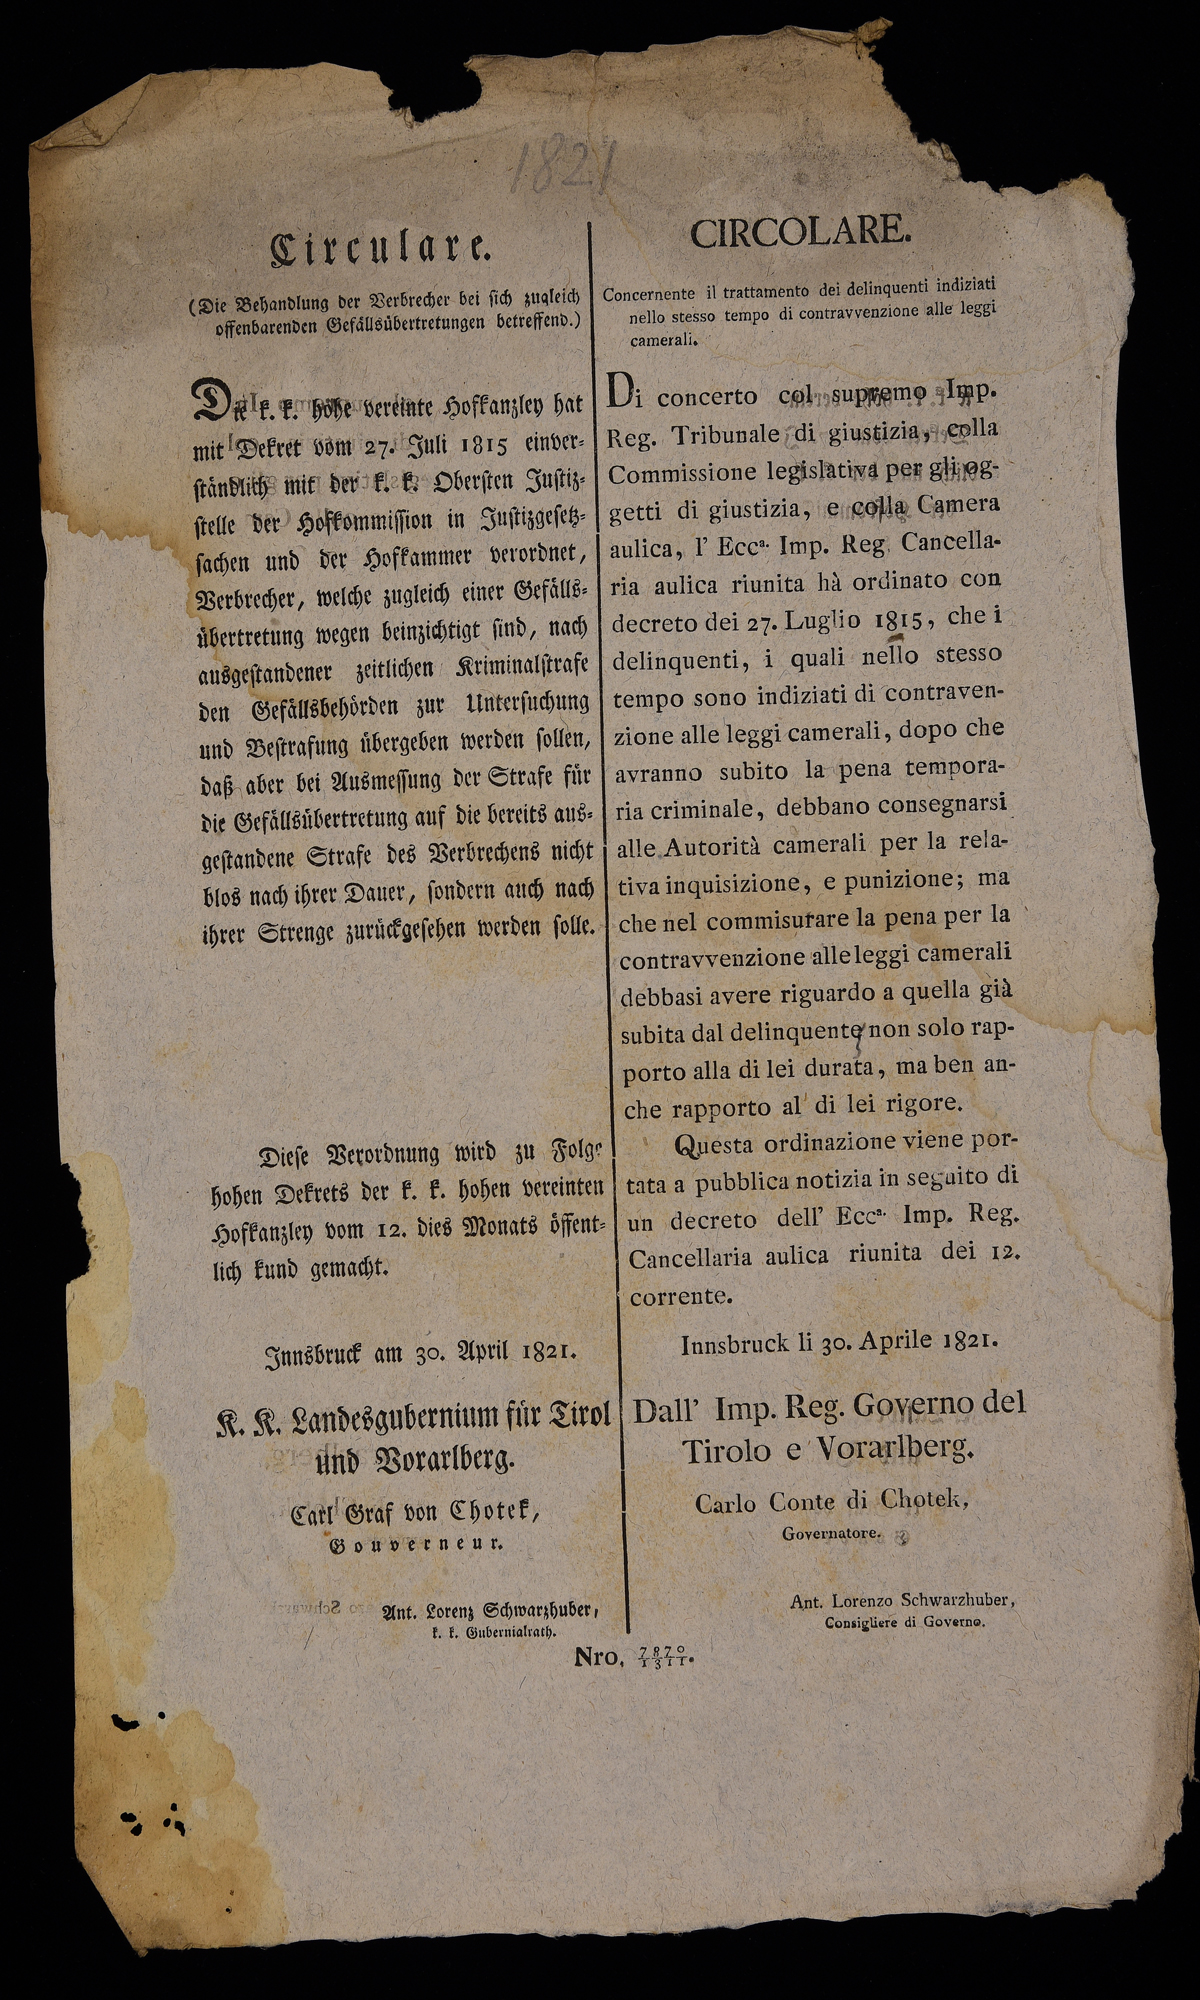 1821
Circulare.
(Die Behandlung der Verbrecher bei sich zugleich
offenbarenden Gefällsübertretungen betreffend.)
Die k. k. hohe vereinte Hofkanzley hat
mit Dekret vom 27. Juli 1815 einver-
ständlich mit der k. k. Obersten Justiz-
stelle der Hofkommission in Justizgesetz-
sachen und der Hofkammer verordnet,
Verbrecher, welche zugleich einer Gefälls-
übertretung wegen beinzichtigt sind, nach
ausgestandener zeitlichen Kriminalstrafe
den Gefällsbehörden zur Untersuchung
und Bestrafung übergeben werden sollen,
daß aber bei Ausmessung der Strafe für
die Gefällsübertretung auf die bereits aus-
gestandene Strafe des Verbrechens nicht
blos nach ihrer Dauer, sondern auch nach
ihrer Strenge zurückgesehen werden solle.
Diese Verordnung wird zu Folge
hohen Dekrets der k. k. hohen vereinten
Hofkanzley vom 12. dies Monats öffent-
lich kund gemacht.
Innsbruck am 30. April 1821.
K. K. Landesgubernium für Tirol
und Vorarlberg.
Carl Graf von Chotek,
Gouverneur.
Ant. Lorenz Schwarzhuber,
k. k. Gubernialrath.
CIRCOLARE.
Concernente il trattamento dei delinquenti indiziati
nello stesso tempo di contravvenzione alle leggi
camerali.
Di concerto col supremo Imp.
Reg. Tribunale di giustizia, colla
Commissione legislativa per gli og-
getti di giustizia, e colla Camera
aulica, l' Ecca. Imp. Reg. Cancella-
ria aulica riunita hà ordinato con
decreto dei 27. Luglio 1815, che i
delinquenti, i quali nello stesso
tempo sono indiziati di contraven-
zione alle leggi camerali, dopo che
avranno subito la pena tempora-
ria criminale, debbano consegnarsi
alle Autorità camerali per la rela-
tiva inquisizione, e punizione; ma
che nel commisurare la pena per la
contravvenzione alle leggi camerali
debbasi avere riguardo a quella già
subita dal delinquente non solo rap-
porto alla di lei durata, ma ben an-
che rapporto al di lei rigore.
Questa ordinazione viene por-
tata a pubblica notizia in seguito di
un decreto dell' Ecca. Imp. Reg.
Cancellaria aulica riunita dei 12.
corrente.
Innsbruck li 30. Aprile 1821.
Dall' Imp. Reg. Governo del
Tirolo e Vorarlberg.
Carlo Conte di Chotek,
Governatore.
Ant. Lorenzo Schwarzhuber,
Consigliere di Governo.
Nro. 7870/1311.